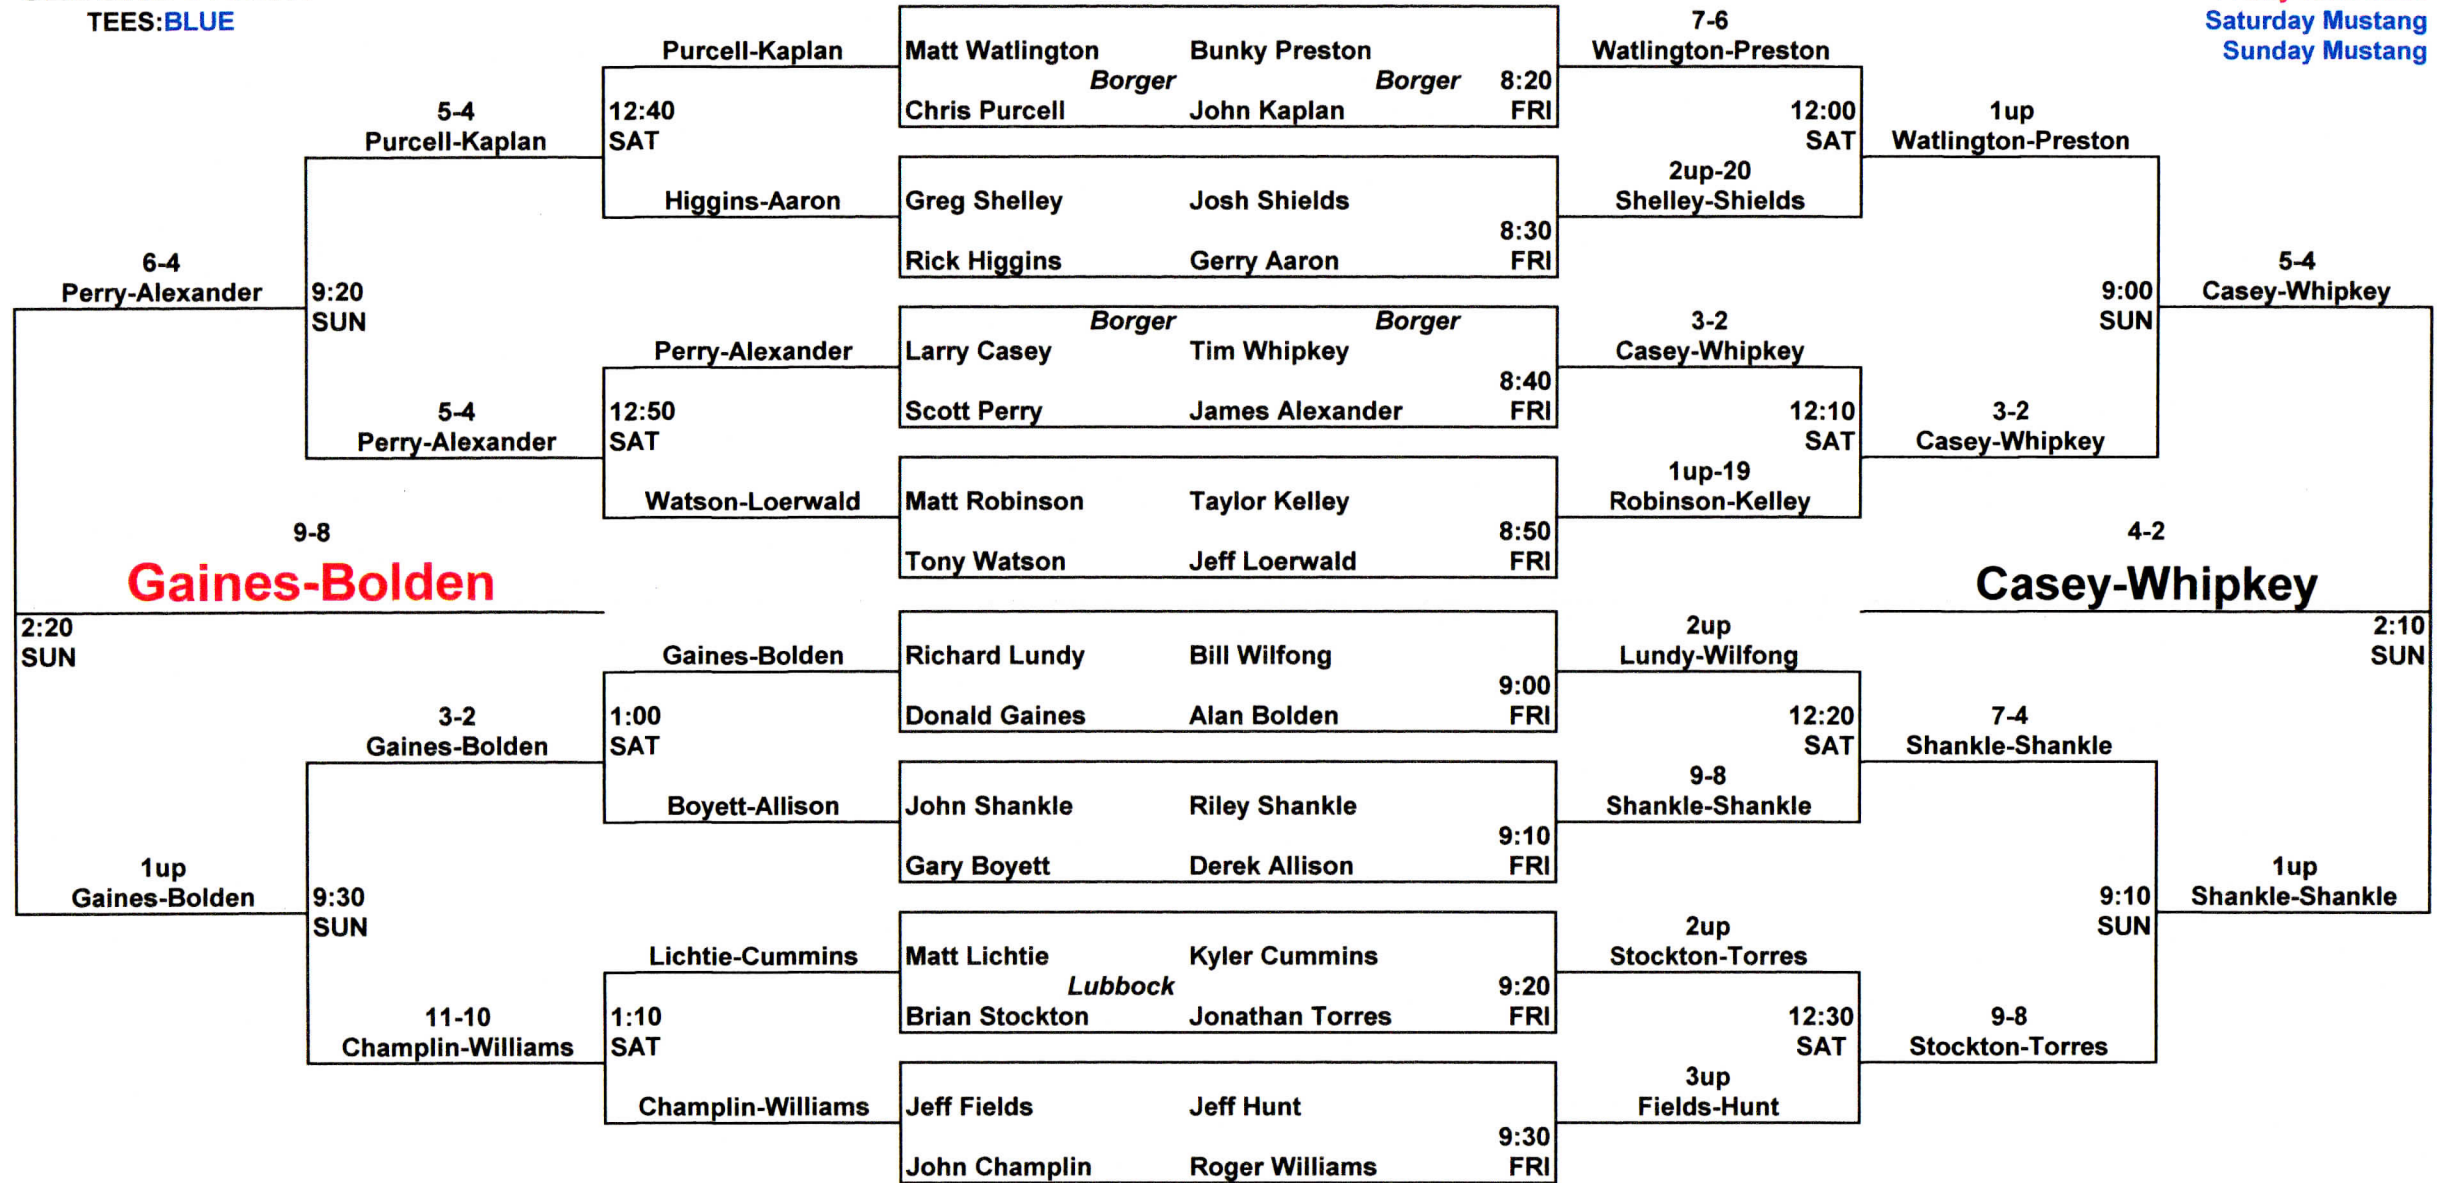 TEES:BLUE
Saturday Mustang
Sunday Mustang
Purcell-Kaplan
Matt Watlington Bunky Preston
Borger Borger 8:20
Chris Purcell John Kaplan FRI
7-6
Watlington-Preston
5-4
Purcell-Kaplan
12:40
SAT
12:00
SAT
1up
Watlington-Preston
Higgins-Aaron
Greg Shelley Josh Shields
8:30
Rick Higgins Gerry Aaron FRI
2up-20
Shelley-Shields
6-4
Perry-Alexander
9:20
SUN
9:00
SUN
5-4
Casey-Whipkey
Perry-Alexander
Borger Borger
Larry Casey Tim Whipkey
8:40
Scott Perry James Alexander FRI
3-2
Casey-Whipkey
5-4
Perry-Alexander
12:50
SAT
12:10
SAT
3-2
Casey-Whipkey
Watson-Loerwald
Matt Robinson Taylor Kelley
8:50
Tony Watson Jeff Loerwald FRI
1up-19
Robinson-Kelley
9-8
Gaines-Bolden
4-2
Casey-Whipkey
2:20
SUN
2:10
SUN
Gaines-Bolden
Richard Lundy Bill Wilfong
9:00
Donald Gaines Alan Bolden FRI
2up
Lundy-Wilfong
3-2
Gaines-Bolden
1:00
SAT
12:20
SAT
7-4
Shankle-Shankle
Boyett-Allison
John Shankle Riley Shankle
9:10
Gary Boyett Derek Allison FRI
9-8
Shankle-Shankle
1up
Gaines-Bolden
9:30
SUN
9:10
SUN
1up
Shankle-Shankle
Lichtie-Cummins
Matt Lichtie Kyler Cummins
Lubbock 9:20
Brian Stockton Jonathan Torres FRI
2up
Stockton-Torres
11-10
Champlin-Williams
1:10
SAT
12:30
SAT
9-8
Stockton-Torres
Champlin-Williams
Jeff Fields Jeff Hunt
9:30
John Champlin Roger Williams FRI
3up
Fields-Hunt